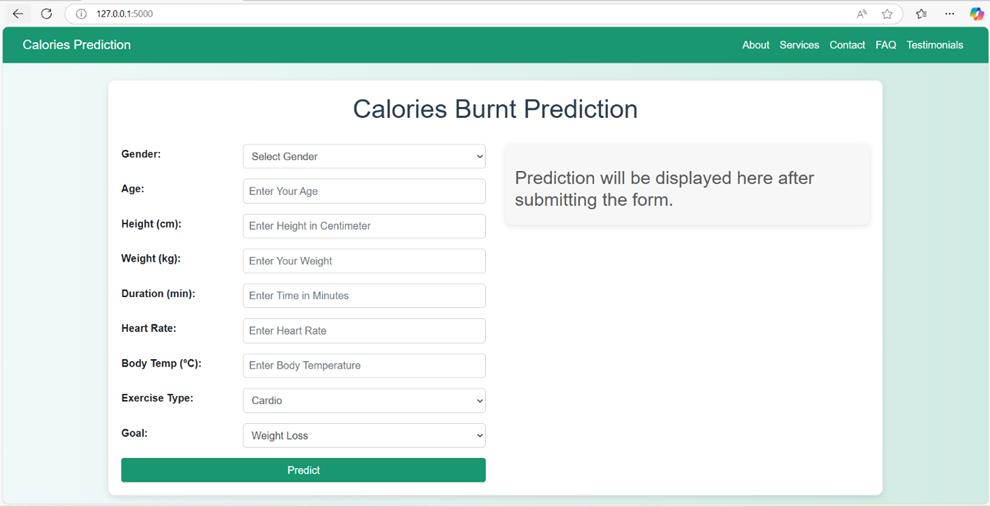 127.0.0.1:5000
Calories Prediction
About Services Contact FAQ Testimonials
Calories Burnt Prediction
Gender: Select Gender
Age: Enter Your Age
Height (cm): Enter Height in Centimeter
Weight (kg): Enter Your Weight
Duration (min): Enter Time in Minutes
Heart Rate: Enter Heart Rate
Body Temp (°C): Enter Body Temperature
Exercise Type: Cardio
Goal: Weight Loss
Predict
Prediction will be displayed here after
submitting the form.